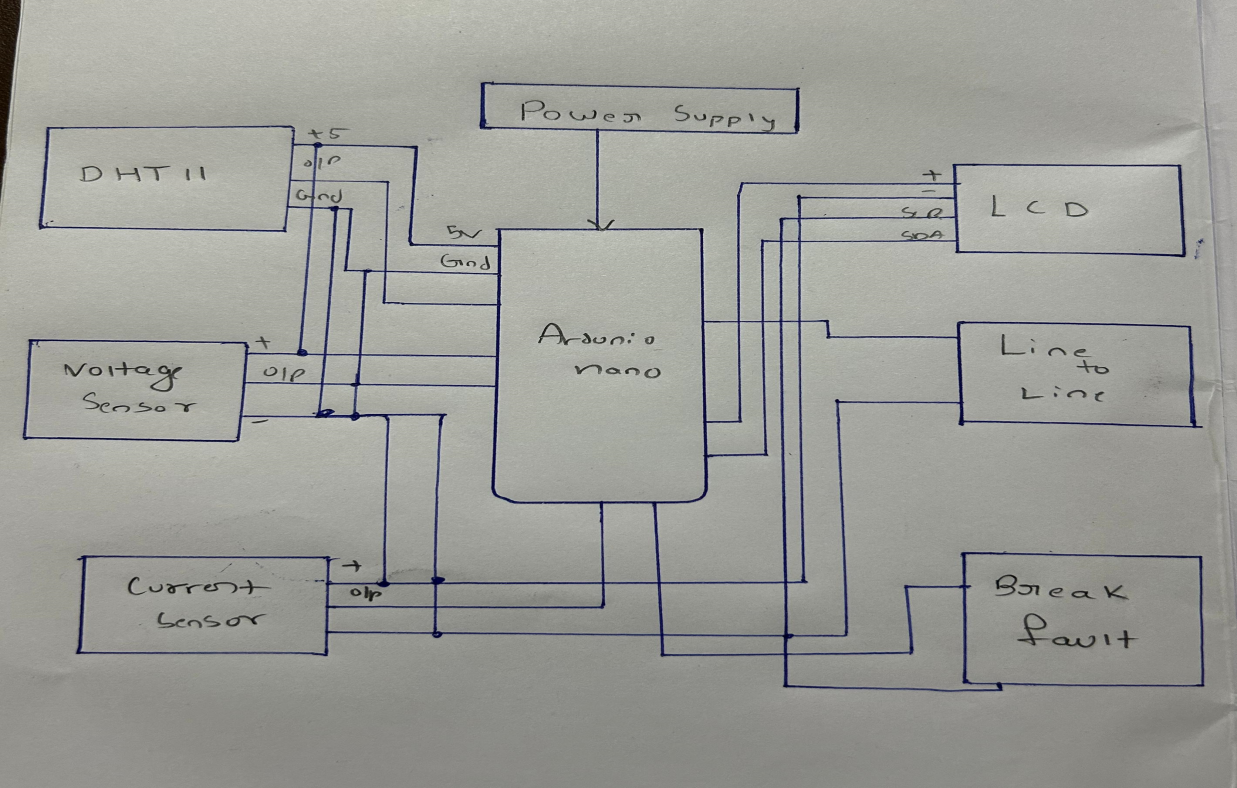 Power Supply
+5
DHT11
O/P
Gnd
+
-
LCD
SDA
5V
Gnd
Ardunio
nano
+
Voltage
O/P
Sensor
-
Line
to
Line
+
Current
O/p
Sensor
Break
fault